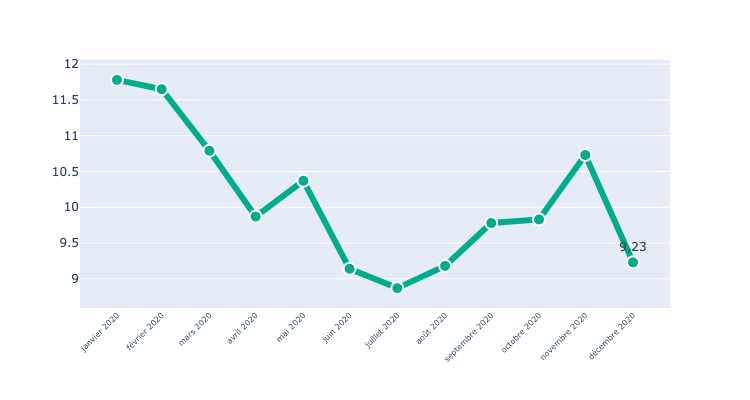 12
11.5
11
10.5
10
9.5
9
9.23
janvier 2020
février 2020
mars 2020
avril 2020
mai 2020
juin 2020
juillet 2020
août 2020
septembre 2020
octobre 2020
novembre 2020
décembre 2020